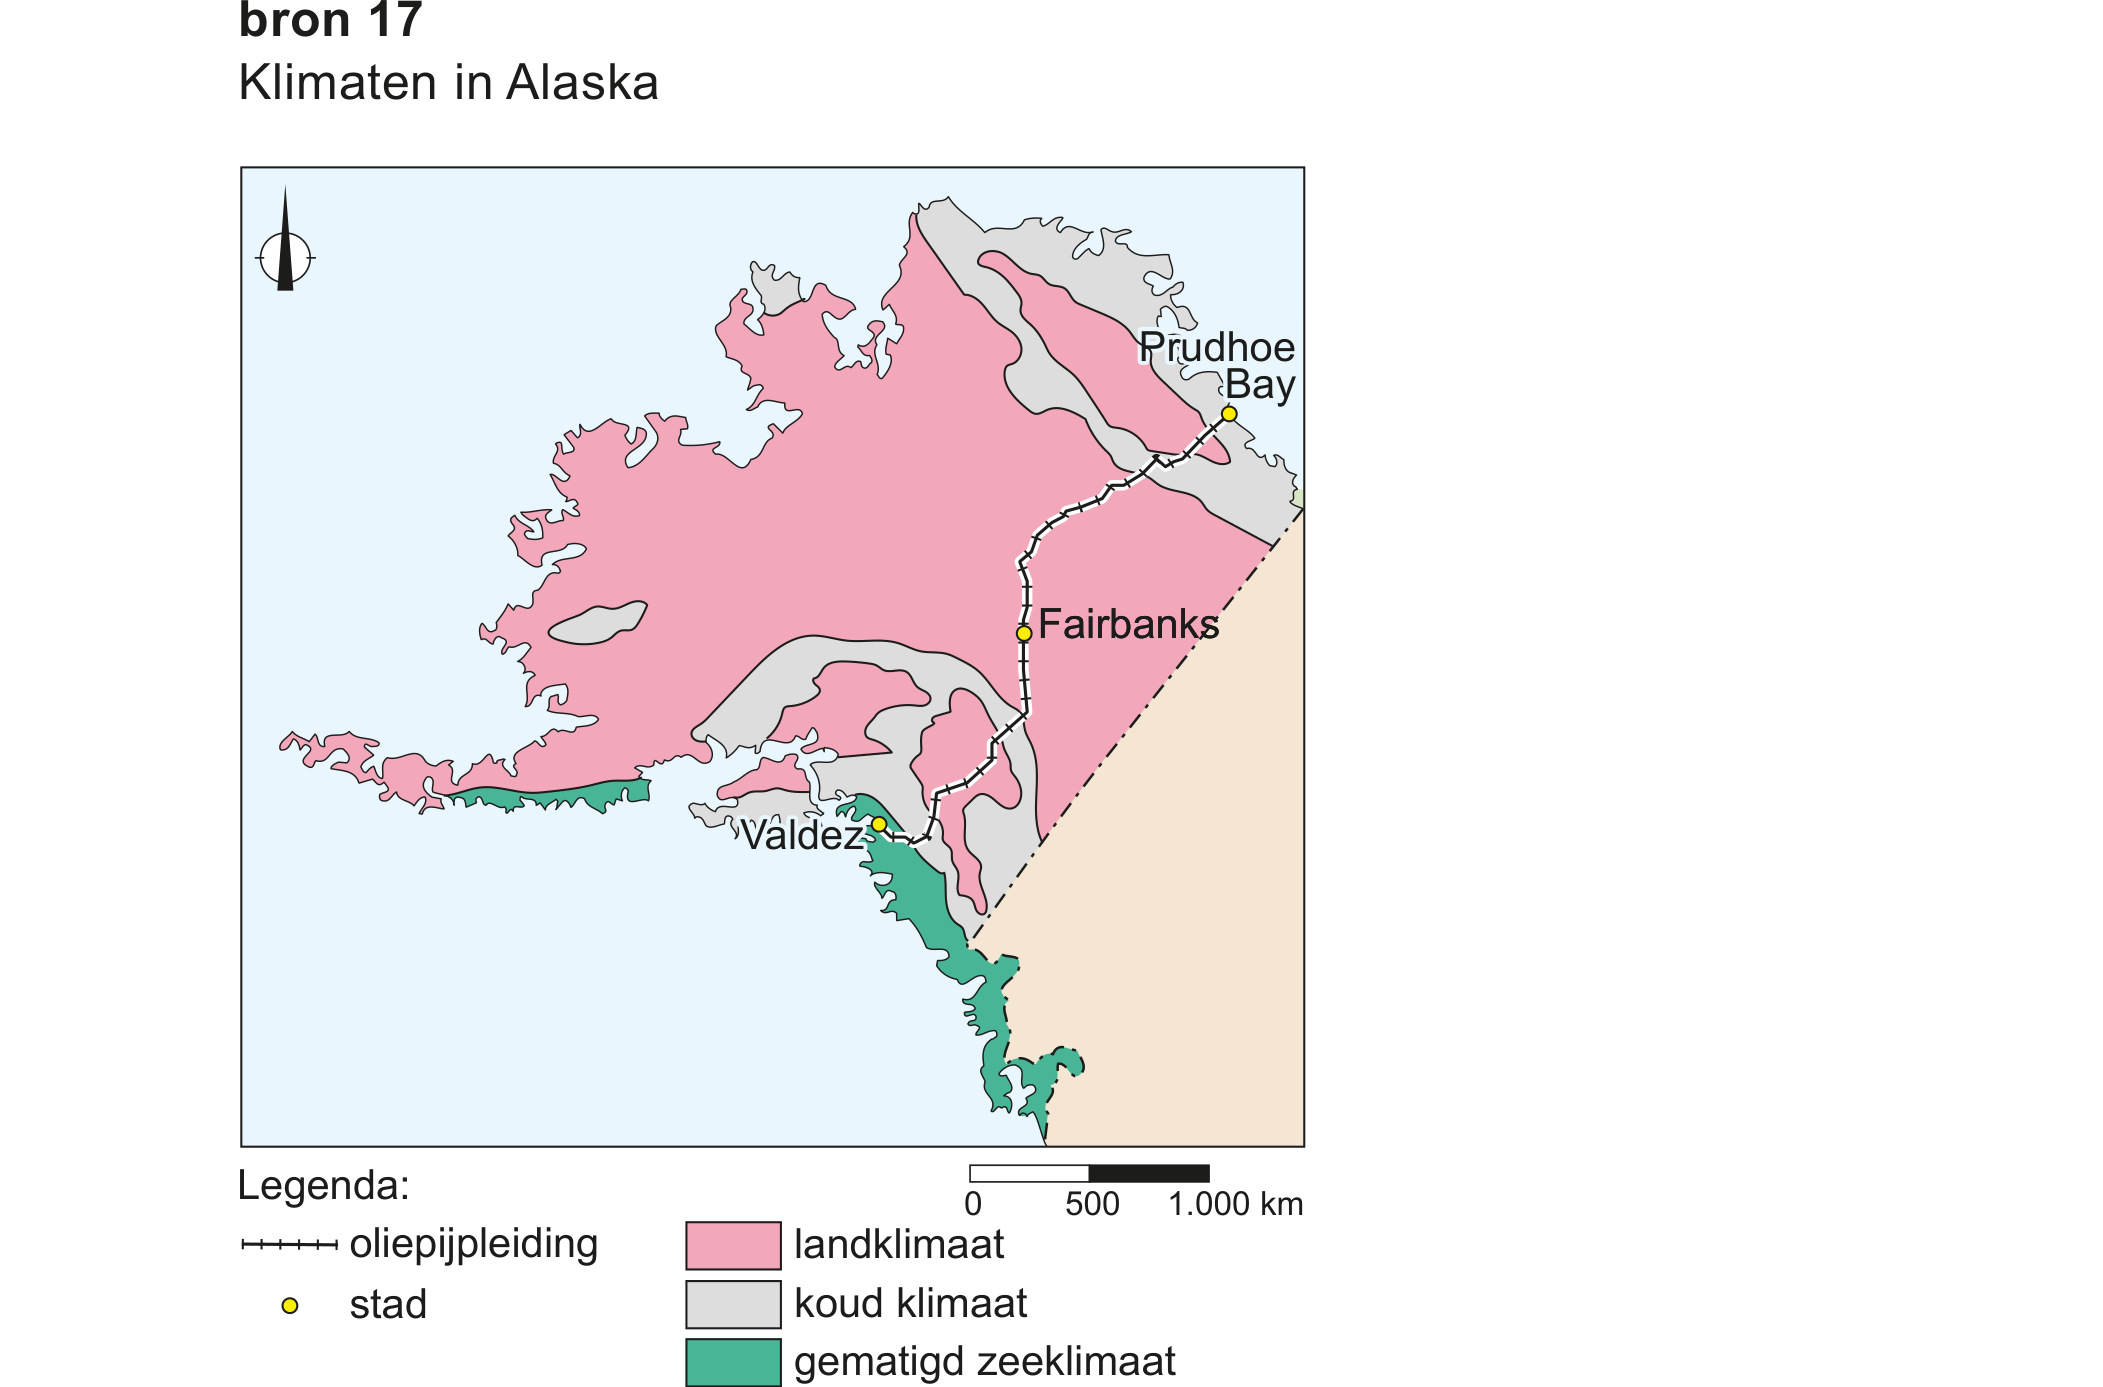 bron 17
Klimaten in Alaska
Prudhoe
Bay
Fairbanks
Valdez
Legenda:
0 500 1.000 km
oliepijpleiding
stad
landklimaat
koud klimaat
gematigd zeeklimaat